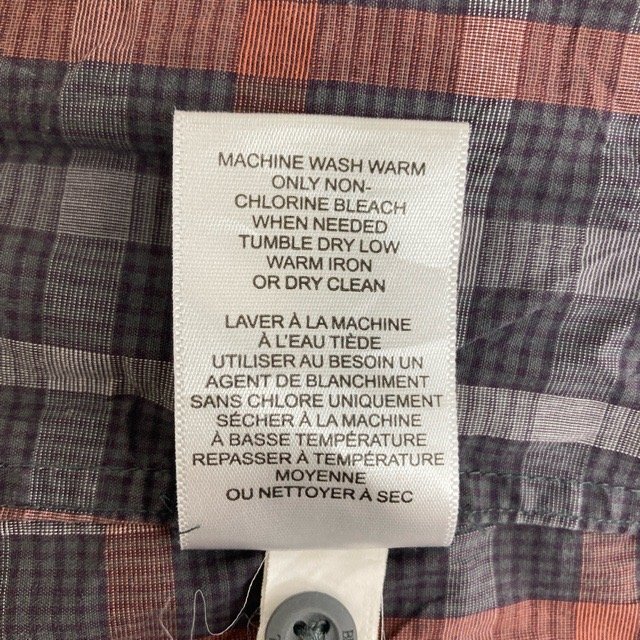 MACHINE WASH WARM
ONLY NON-
CHLORINE BLEACH
WHEN NEEDED
TUMBLE DRY LOW
WARM IRON
OR DRY CLEAN
LAVER À LA MACHINE
À L'EAU TIÈDE
UTILISER AU BESOIN UN
AGENT DE BLANCHIMENT
SANS CHLORE UNIQUEMENT
SÉCHER À LA MACHINE
À BASSE TEMPÉRATURE
REPASSER À TEMPÉRATURE
MOYENNE
OU NETTOYER À SEC